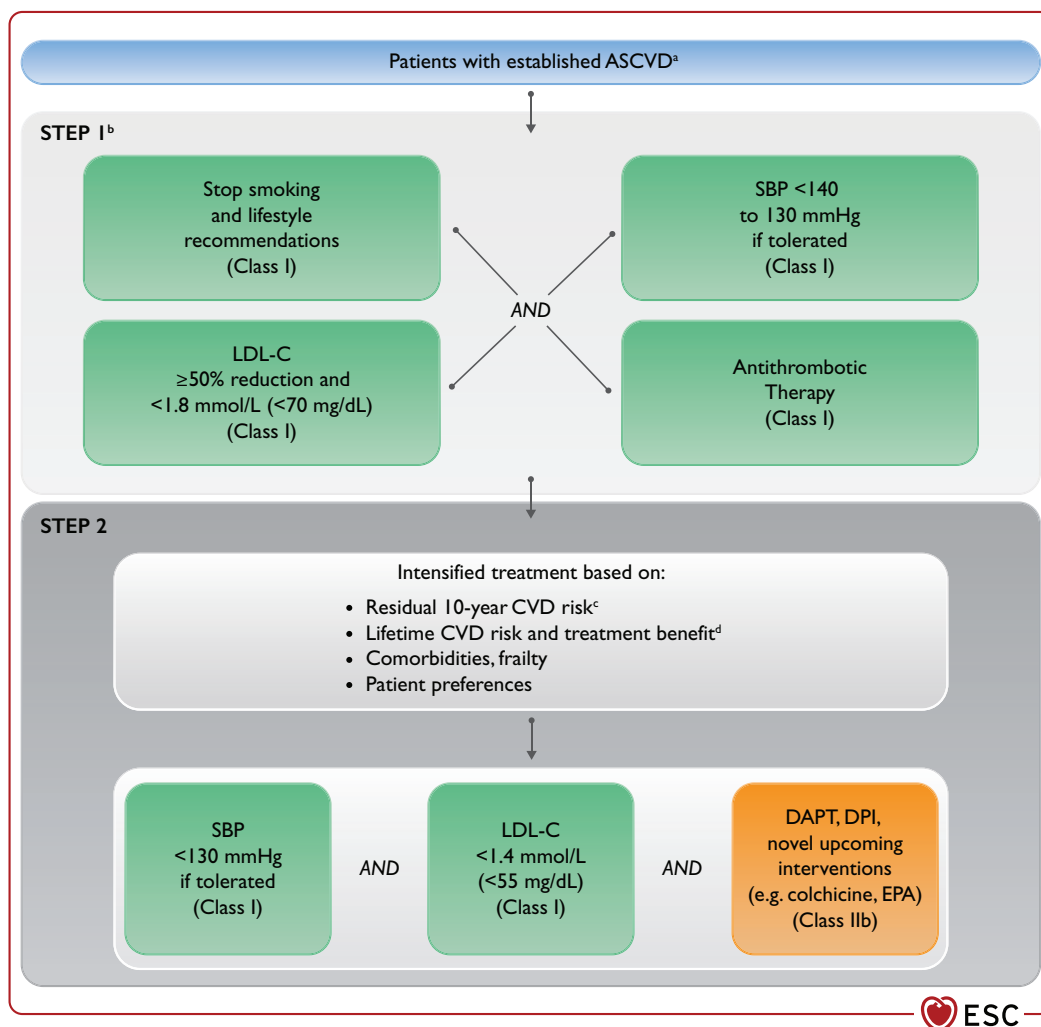 Patients with established ASCVDᵃ
STEP 1ᵇ
Stop smoking
and lifestyle
recommendations
(Class I)
SBP <140
to 130 mmHg
if tolerated
(Class I)
AND
LDL-C
≥50% reduction and
<1.8 mmol/L (<70 mg/dL)
(Class I)
Antithrombotic
Therapy
(Class I)
STEP 2
Intensified treatment based on:
• Residual 10-year CVD riskᶜ
• Lifetime CVD risk and treatment benefitᵈ
• Comorbidities, frailty
• Patient preferences
SBP
<130 mmHg
if tolerated
(Class I)
AND
LDL-C
<1.4 mmol/L
(<55 mg/dL)
(Class I)
AND
DAPT, DPI,
novel upcoming
interventions
(e.g. colchicine, EPA)
(Class IIb)
ESC